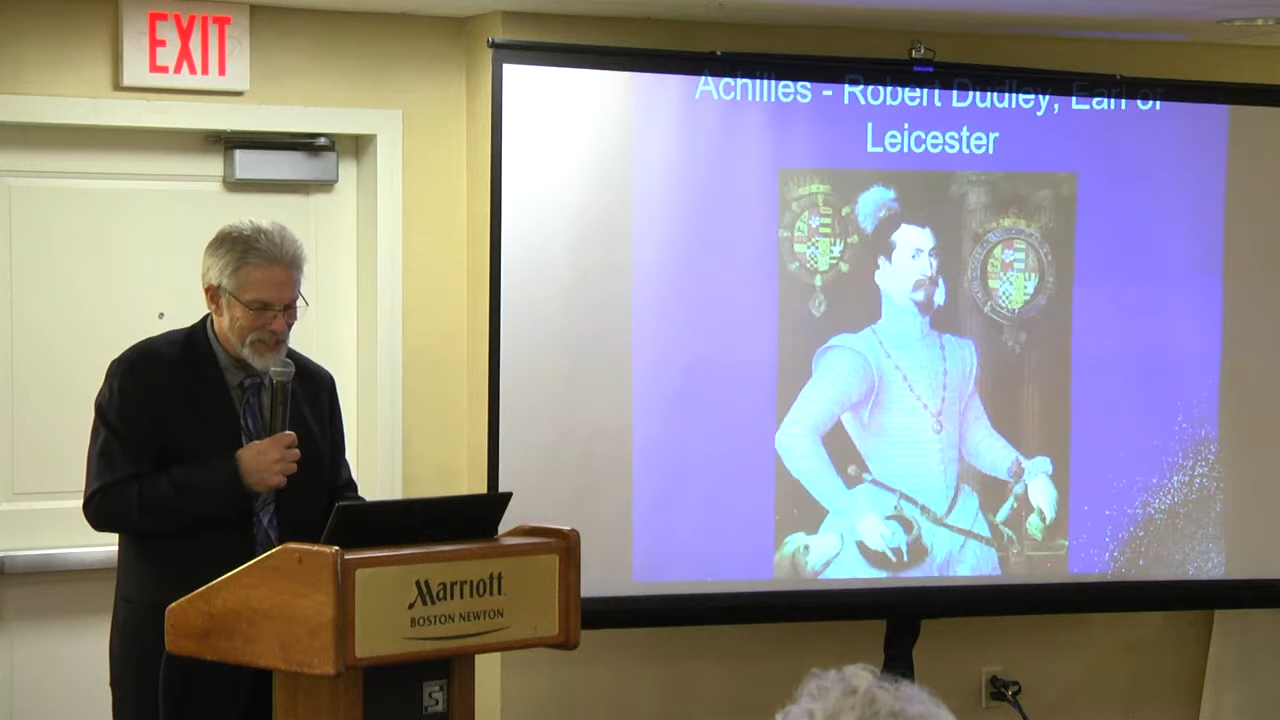 EXIT
Achilles - Robert Dudley, Earl of
Leicester
Marriott
BOSTON NEWTON
S